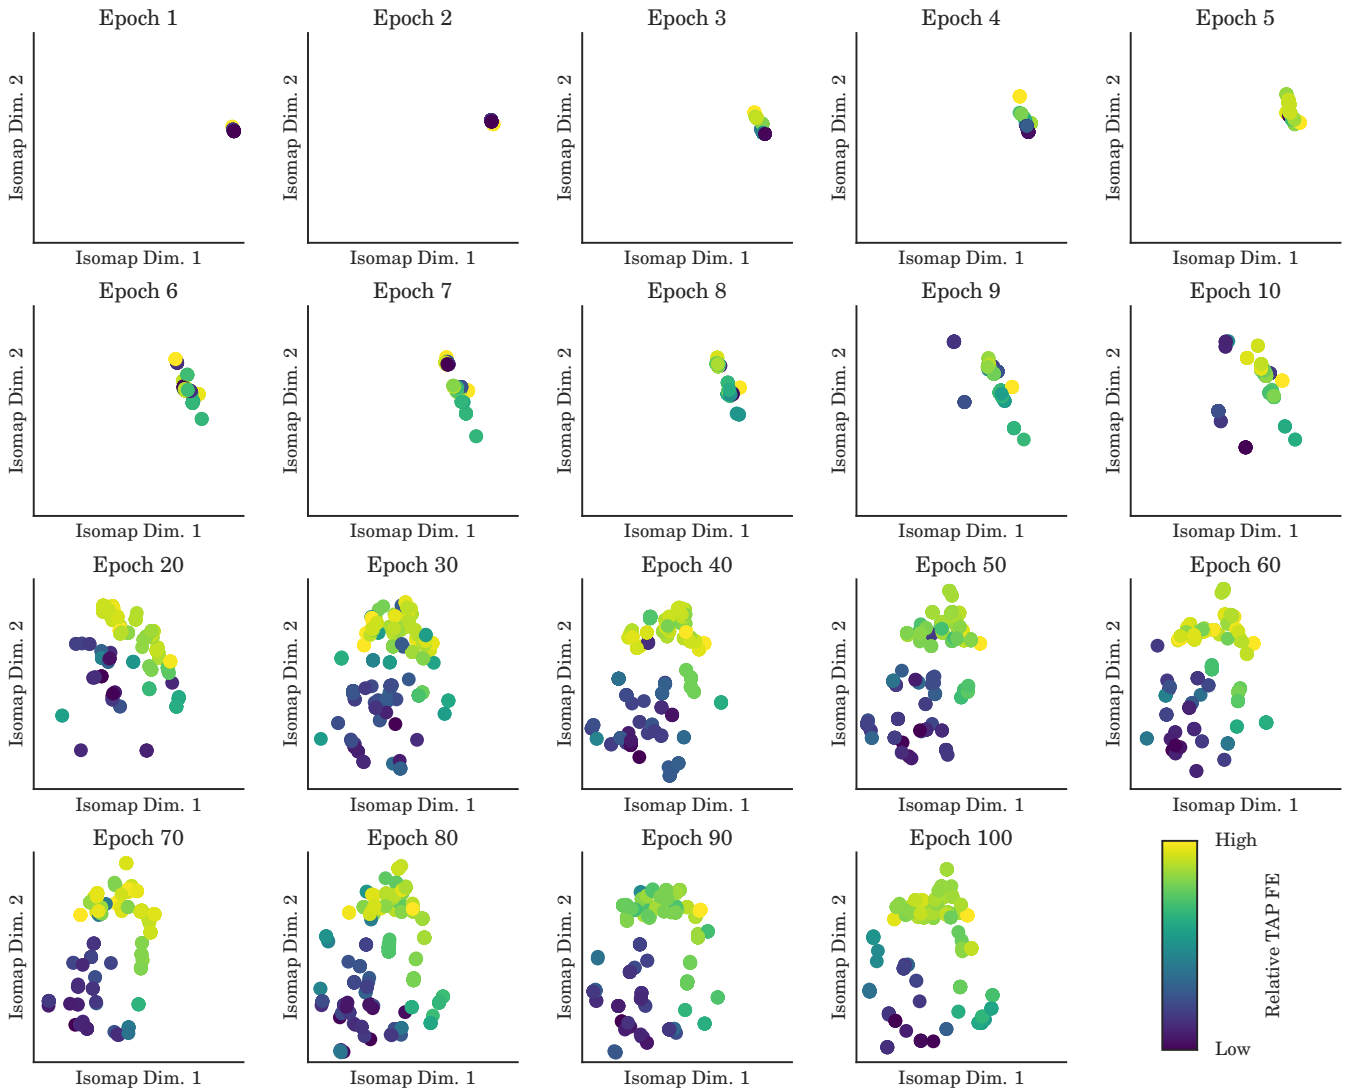 Epoch 1
Epoch 2
Epoch 3
Epoch 4
Epoch 5
Isomap Dim. 2
Isomap Dim. 2
Isomap Dim. 2
Isomap Dim. 2
Isomap Dim. 2
Isomap Dim. 1
Isomap Dim. 1
Isomap Dim. 1
Isomap Dim. 1
Isomap Dim. 1
Epoch 6
Epoch 7
Epoch 8
Epoch 9
Epoch 10
Isomap Dim. 2
Isomap Dim. 2
Isomap Dim. 2
Isomap Dim. 2
Isomap Dim. 2
Isomap Dim. 1
Isomap Dim. 1
Isomap Dim. 1
Isomap Dim. 1
Isomap Dim. 1
Epoch 20
Epoch 30
Epoch 40
Epoch 50
Epoch 60
Isomap Dim. 2
Isomap Dim. 2
Isomap Dim. 2
Isomap Dim. 2
Isomap Dim. 2
Isomap Dim. 1
Isomap Dim. 1
Isomap Dim. 1
Isomap Dim. 1
Isomap Dim. 1
Epoch 70
Epoch 80
Epoch 90
Epoch 100
Isomap Dim. 2
Isomap Dim. 2
Isomap Dim. 2
Isomap Dim. 2
Isomap Dim. 1
Isomap Dim. 1
Isomap Dim. 1
Isomap Dim. 1
High
Relative TAP FE
Low